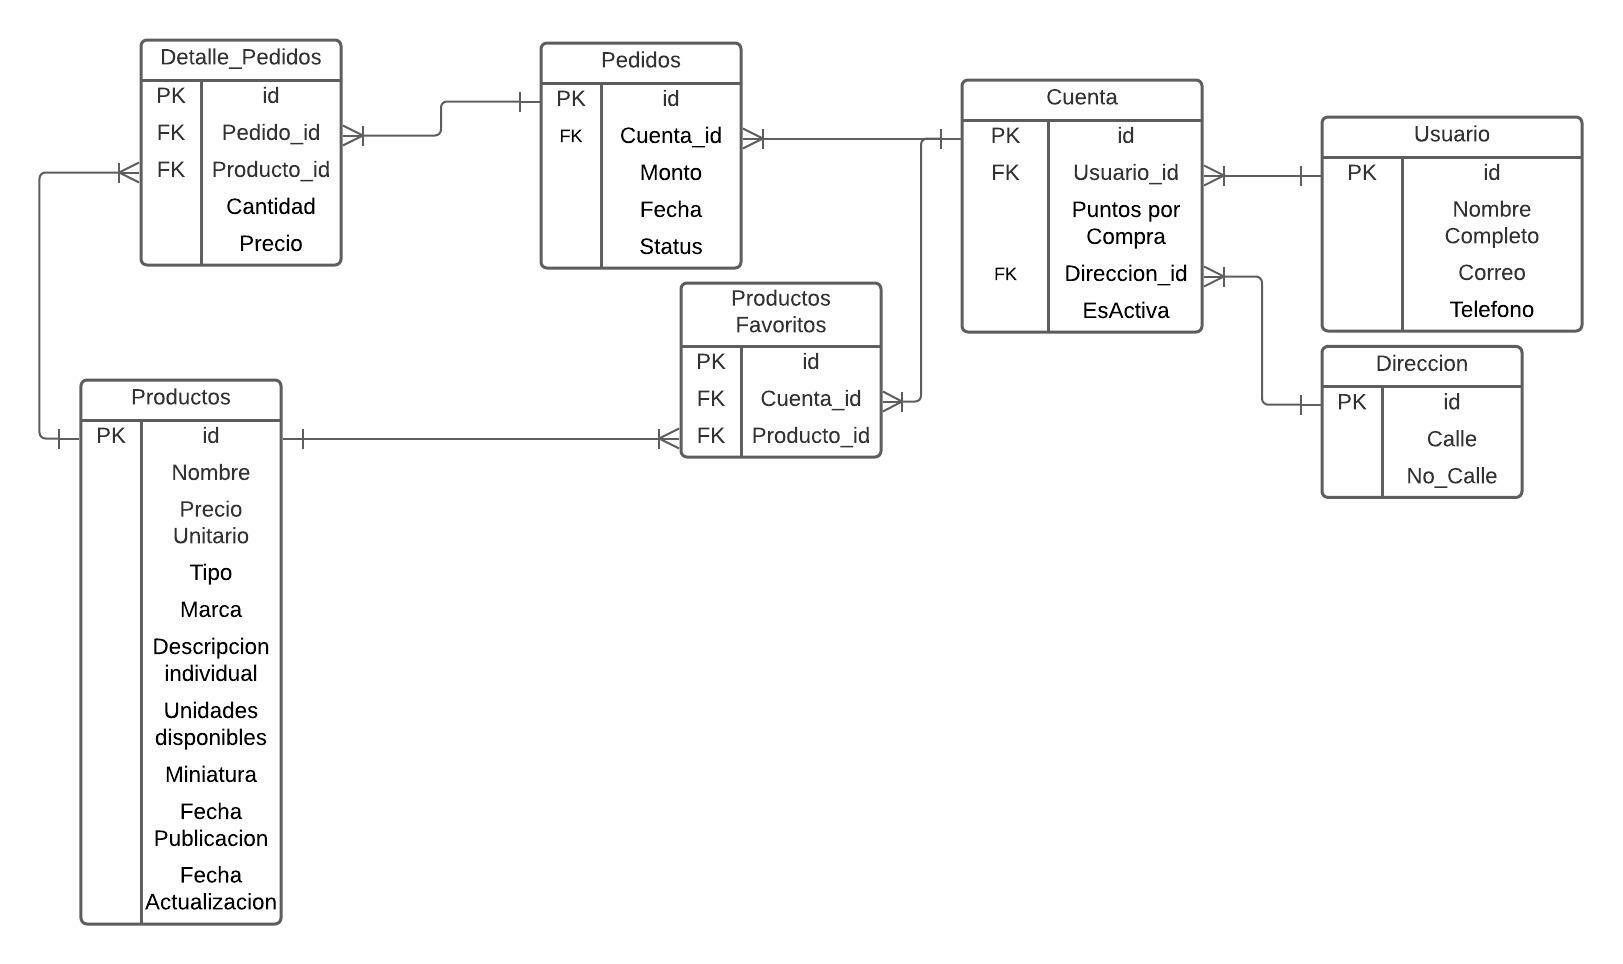 Detalle_Pedidos
PK id
FK Pedido_id
FK Producto_id
Cantidad
Precio
Pedidos
PK id
FK Cuenta_id
Monto
Fecha
Status
Cuenta
PK id
FK Usuario_id
Puntos por
Compra
FK Direccion_id
EsActiva
Usuario
PK id
Nombre
Completo
Correo
Telefono
Productos
Favoritos
PK id
FK Cuenta_id
FK Producto_id
Direccion
PK id
Calle
No_Calle
Productos
PK id
Nombre
Precio
Unitario
Tipo
Marca
Descripcion
individual
Unidades
disponibles
Miniatura
Fecha
Publicacion
Fecha
Actualizacion